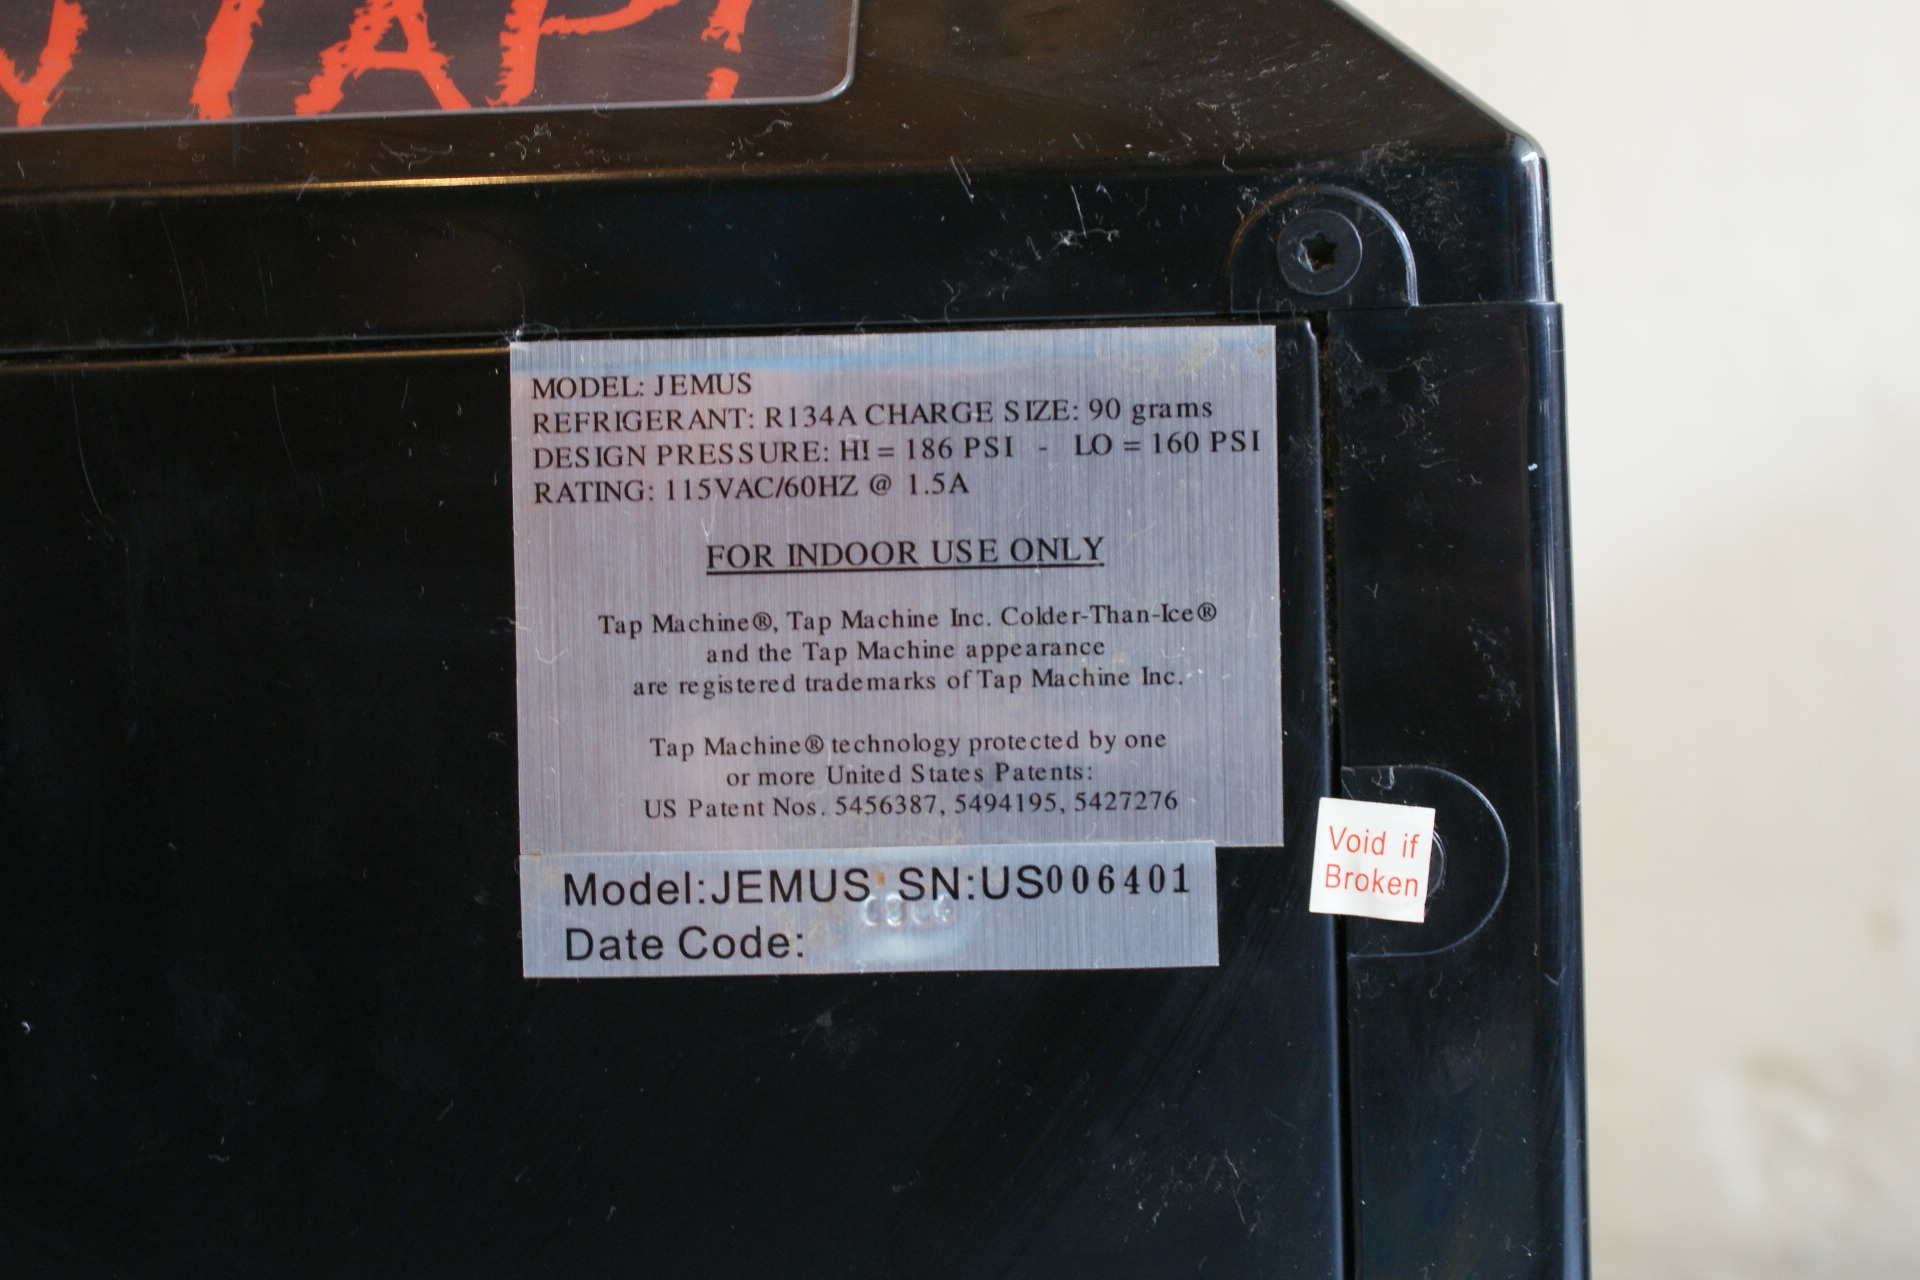 TAP!
MODEL: JEMUS
REFRIGERANT: R134A CHARGE SIZE: 90 grams
DESIGN PRESSURE: HI = 186 PSI - LO = 160 PSI
RATING: 115VAC/60HZ @ 1.5A
FOR INDOOR USE ONLY
Tap Machine®, Tap Machine Inc. Colder-Than-Ice®
and the Tap Machine appearance
are registered trademarks of Tap Machine Inc.
Tap Machine® technology protected by one
or more United States Patents:
US Patent Nos. 5456387, 5494195, 5427276
Model:JEMUS SN:US006401
Date Code:
Void if
Broken